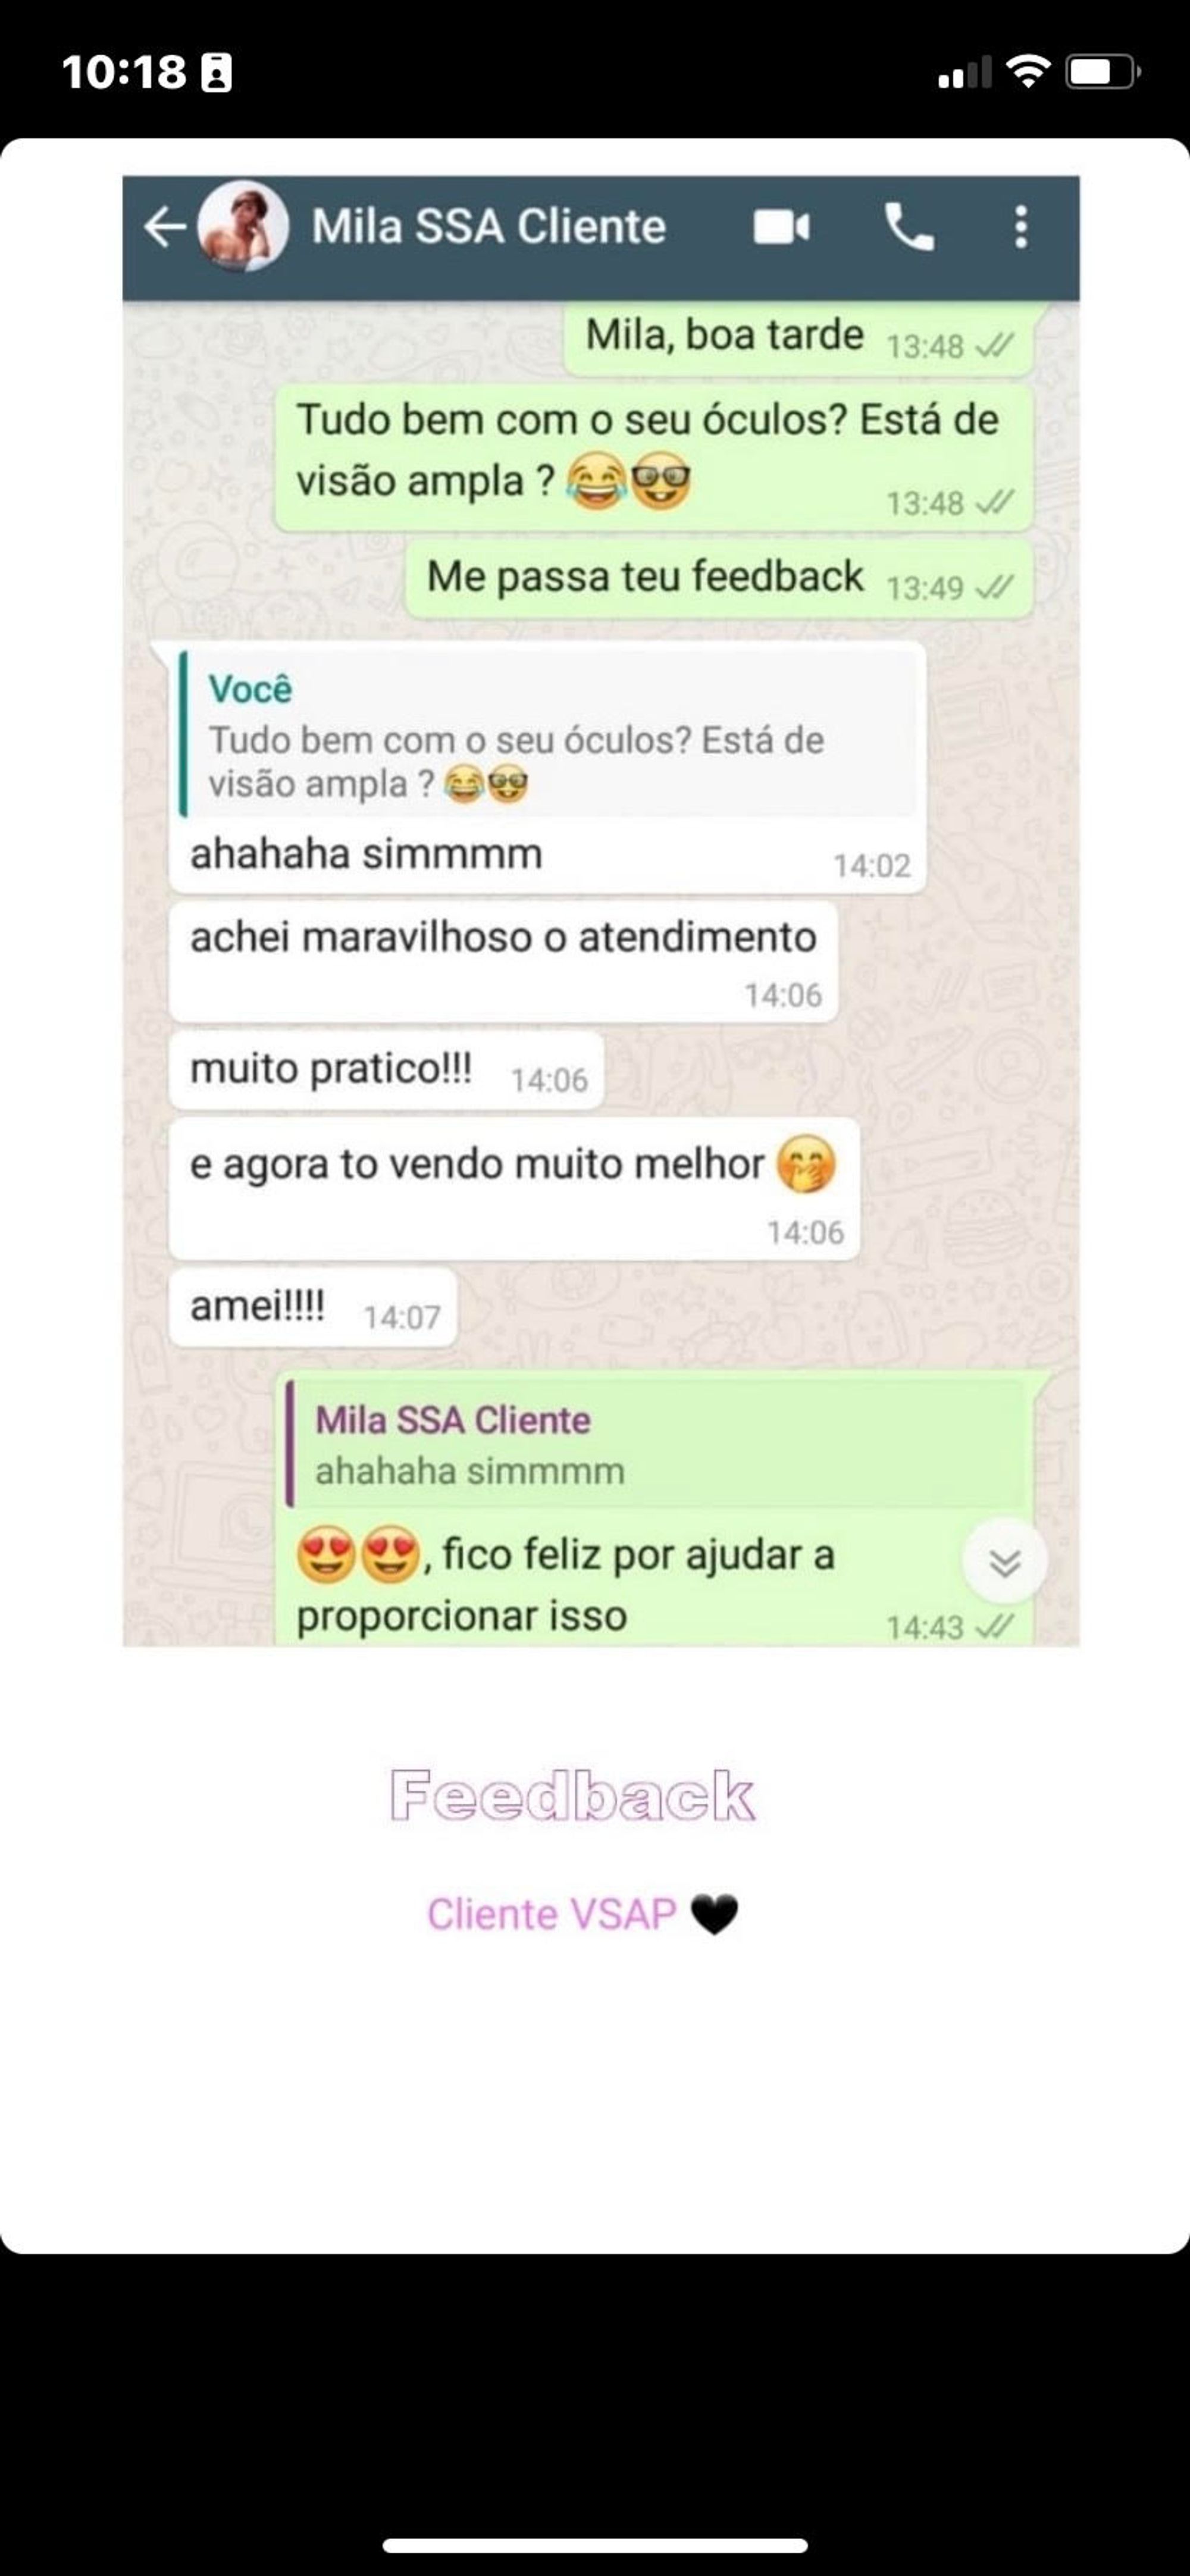 10:18
Mila SSA Cliente
Mila, boa tarde 13:48
Tudo bem com o seu óculos? Está de
visão ampla ? 😂🤓
13:48
Me passa teu feedback 13:49
Você
Tudo bem com o seu óculos? Está de
visão ampla ? 😂🤓
ahahaha simmmm 14:02
achei maravilhoso o atendimento
14:06
muito pratico!!! 14:06
e agora to vendo muito melhor 🤭
14:06
amei!!!! 14:07
Mila SSA Cliente
ahahaha simmmm
😍😍, fico feliz por ajudar a
proporcionar isso 14:43
Feedback
Cliente VSAP 🖤